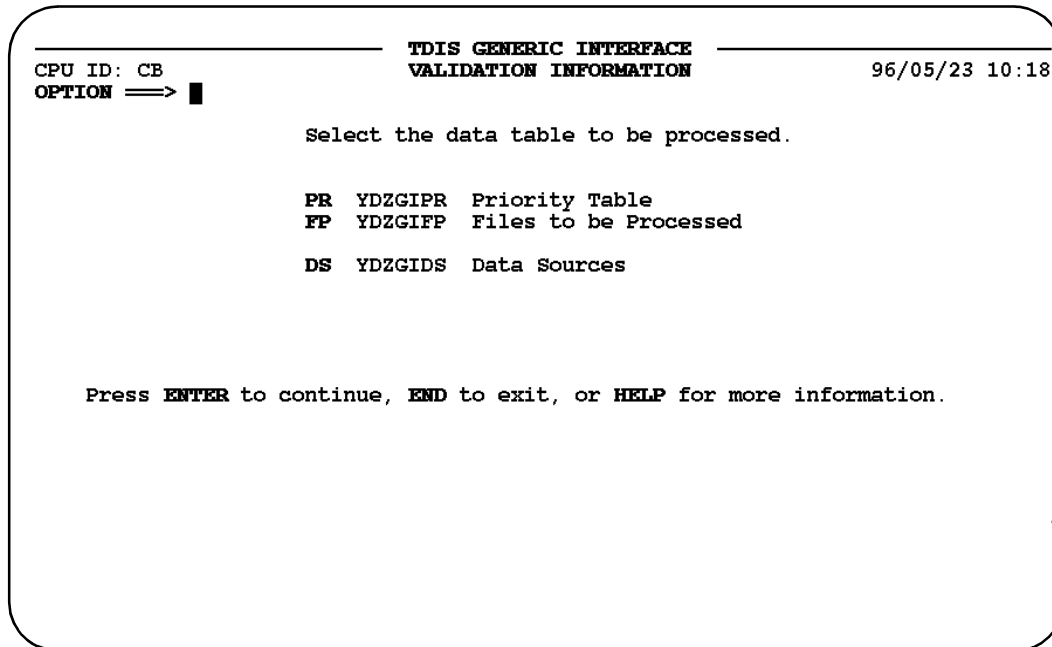 TDIS GENERIC INTERFACE
CPU ID: CB VALIDATION INFORMATION 96/05/23 10:18
OPTION ===>
Select the data table to be processed.
PR YDZGIPR Priority Table
FP YDZGIFP Files to be Processed
DS YDZGIDS Data Sources
Press ENTER to continue, END to exit, or HELP for more information.